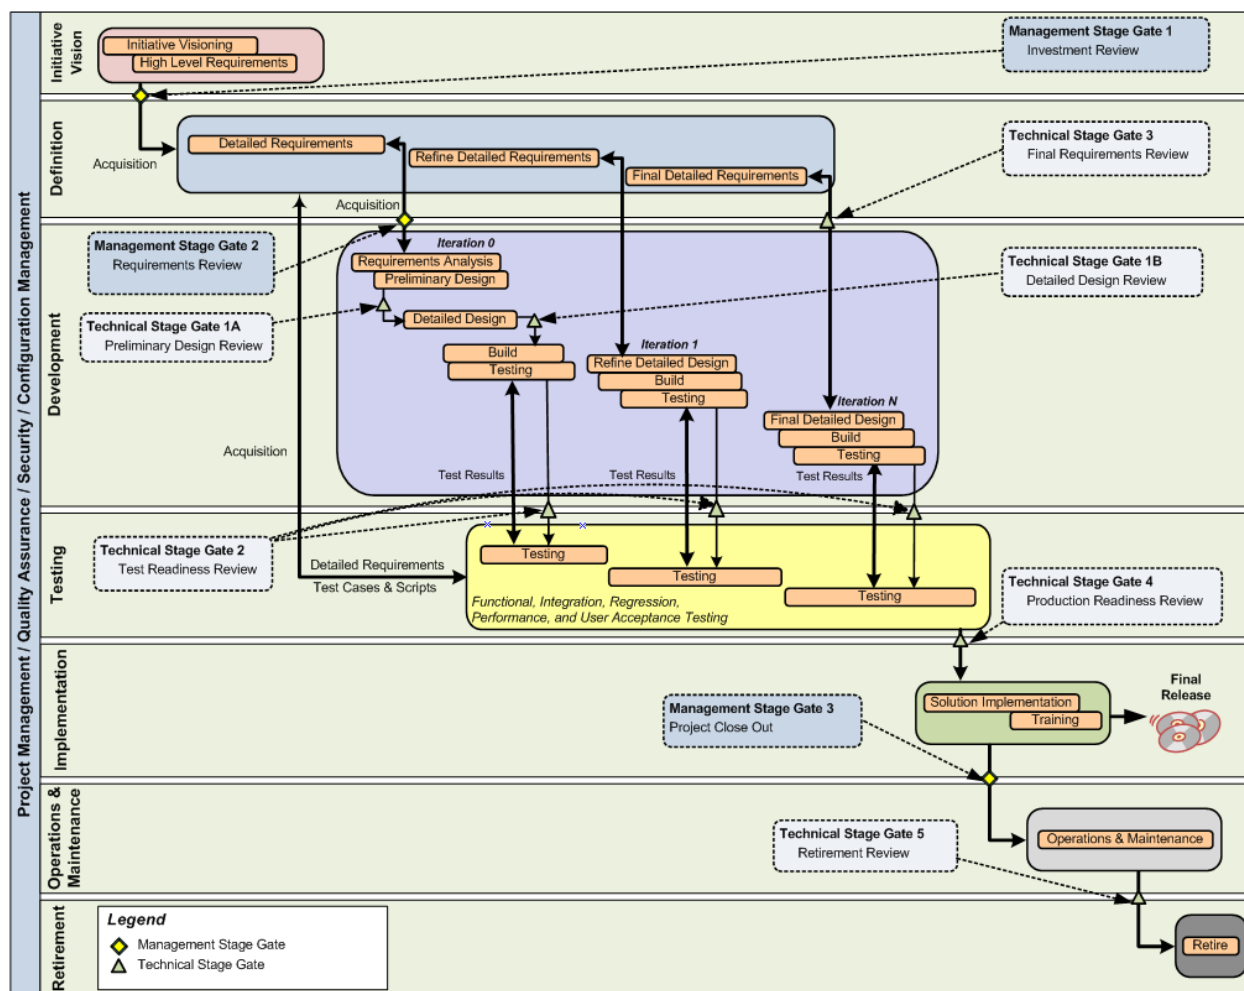 Project Management / Quality Assurance / Security / Configuration Management
Initiative
Vision
Initiative Visioning
High Level Requirements
Management Stage Gate 1
Investment Review
Definition
Acquisition
Detailed Requirements
Refine Detailed Requirements
Final Detailed Requirements
Technical Stage Gate 3
Final Requirements Review
Acquisition
Development
Management Stage Gate 2
Requirements Review
Iteration 0
Requirements Analysis
Preliminary Design
Technical Stage Gate 1B
Detailed Design Review
Technical Stage Gate 1A
Preliminary Design Review
Detailed Design
Build
Testing
Iteration 1
Refine Detailed Design
Build
Testing
Iteration N
Final Detailed Design
Build
Testing
Acquisition
Test Results
Test Results
Test Results
Testing
Technical Stage Gate 2
Test Readiness Review
Detailed Requirements
Test Cases & Scripts
Testing
Testing
Testing
Functional, Integration, Regression,
Performance, and User Acceptance Testing
Technical Stage Gate 4
Production Readiness Review
Implementation
Management Stage Gate 3
Project Close Out
Solution Implementation
Training
Final
Release
Operations &
Maintenance
Technical Stage Gate 5
Retirement Review
Operations & Maintenance
Retirement
Legend
Management Stage Gate
Technical Stage Gate
Retire